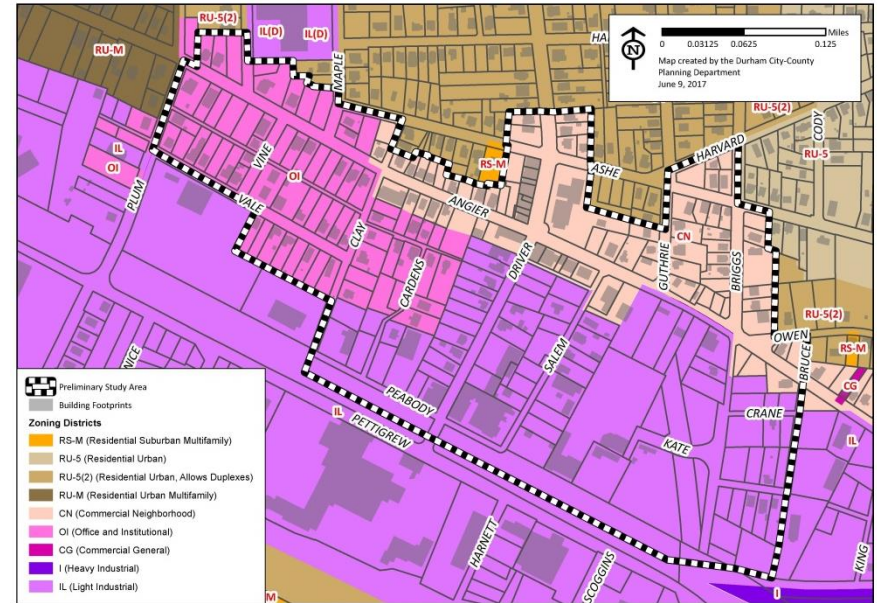 RU-5(2)
IL(D)
IL(D)
RU-M
MAPLE
N
0 0.03125 0.0625 0.125 Miles
Map created by the Durham City-County
Planning Department
June 9, 2017
RU-5(2)
CODY
RU-5
HARVARD
IL
OI
PLUM
VINE
OI
VALE
RS-M
ASHE
ANGIER
CLAY
CARDENS
DRIVER
CN
GUTHRIE
BRIGGS
SALEM
RU-5(2)
OWEN
BRUCE
RS-M
CG
CRANE
IL
PEABODY
PETTIGREW
IL
KATE
HARNETT
SCOGGINS
KING
I
Preliminary Study Area
Building Footprints
Zoning Districts
RS-M (Residential Suburban Multifamily)
RU-5 (Residential Urban)
RU-5(2) (Residential Urban, Allows Duplexes)
RU-M (Residential Urban Multifamily)
CN (Commercial Neighborhood)
OI (Office and Institutional)
CG (Commercial General)
I (Heavy Industrial)
IL (Light Industrial)